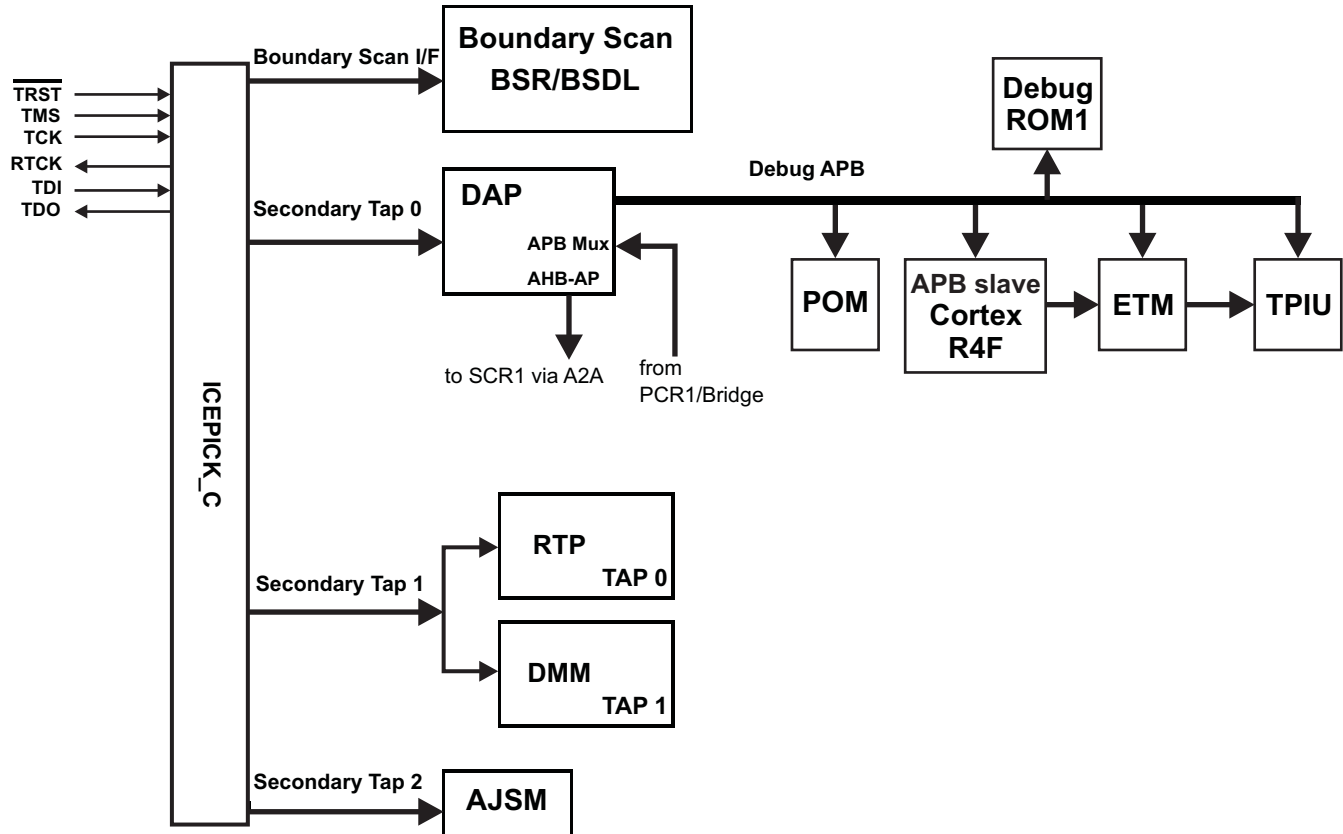 Boundary Scan I/F
Boundary Scan
BSR/BSDL
TRST
TMS
TCK
RTCK
TDI
TDO
Debug
ROM1
Debug APB
Secondary Tap 0
DAP
APB Mux
AHB-AP
to SCR1 via A2A
from
PCR1/Bridge
POM
APB slave
Cortex
R4F
ETM
TPIU
ICEPICK_C
Secondary Tap 1
RTP
TAP 0
DMM
TAP 1
Secondary Tap 2
AJSM